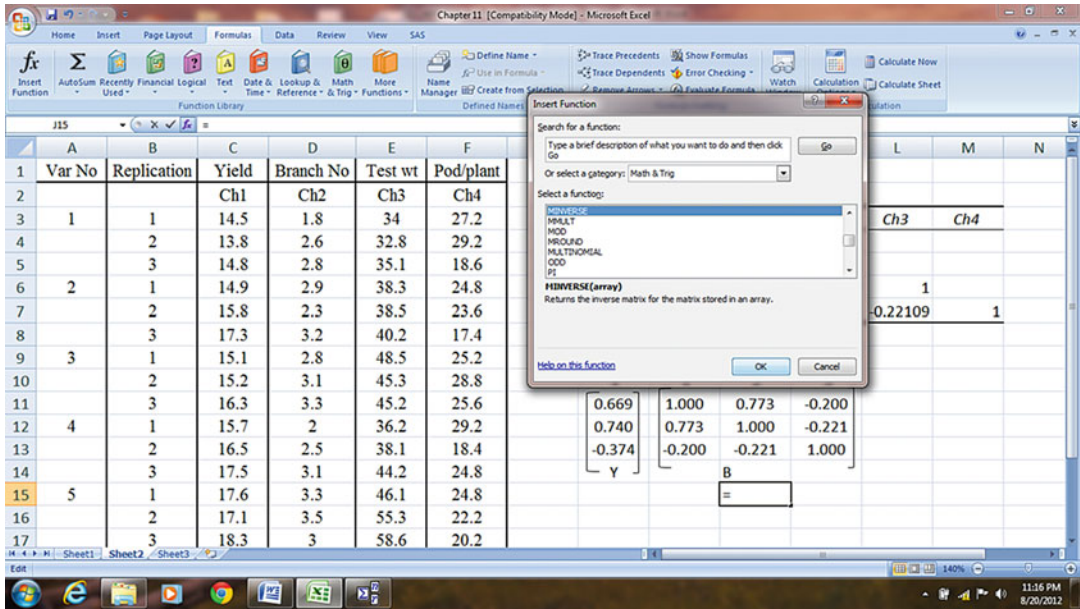 Chapter11 [Compatibility Mode] - Microsoft Excel
Home Insert Page Layout Formulas Data Review View SAS
fx Insert Function
Σ AutoSum
Recently Used
Financial
Logical
Text
Date & Time
Lookup & Reference
Math & Trig
More Functions
Function Library
Name Manager
Define Name
Use in Formula
Create from Selection
Defined Names
Trace Precedents
Trace Dependents
Remove Arrows
Show Formulas
Error Checking
Evaluate Formula
Watch
Calculation
Calculate Now
Calculate Sheet
J15 fx =
A B C D E F L M N
1 Var No Replication Yield Branch No Test wt Pod/plant
2 Ch1 Ch2 Ch3 Ch4
3 1 1 14.5 1.8 34 27.2 Ch3 Ch4
4 2 13.8 2.6 32.8 29.2
5 3 14.8 2.8 35.1 18.6
6 2 1 14.9 2.9 38.3 24.8 1
7 2 15.8 2.3 38.5 23.6 -0.22109 1
8 3 17.3 3.2 40.2 17.4
9 3 1 15.1 2.8 48.5 25.2
10 2 15.2 3.1 45.3 28.8
11 3 16.3 3.3 45.2 25.6 0.669 1.000 0.773 -0.200
12 4 1 15.7 2 36.2 29.2 0.740 0.773 1.000 -0.221
13 2 16.5 2.5 38.1 18.4 -0.374 -0.200 -0.221 1.000
14 3 17.5 3.1 44.2 24.8 Y B
15 5 1 17.6 3.3 46.1 24.8 =
16 2 17.1 3.5 55.3 22.2
17 3 18.3 3 58.6 20.2
Insert Function
Search for a function:
Type a brief description of what you want to do and then click
Go
Go
Or select a category: Math & Trig
Select a function:
MINVERSE
MMULT
MOD
MROUND
MULTINOMIAL
ODD
PI
MINVERSE(array)
Returns the inverse matrix for the matrix stored in an array.
Help on this function
OK Cancel
Sheet1 Sheet2 Sheet3
Edit 140%
11:16 PM
8/20/2012